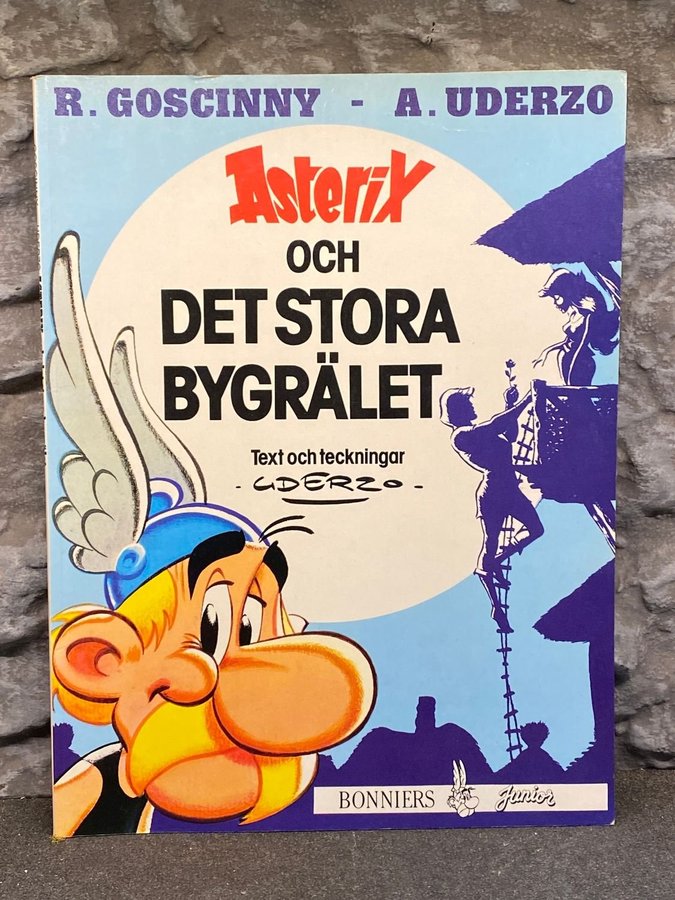 R. GOSCINNY - A. UDERZO
Asterix
OCH
DET STORA
BYGRÄLET
Text och teckningar
- UDERZO -
BONNIERS Junior